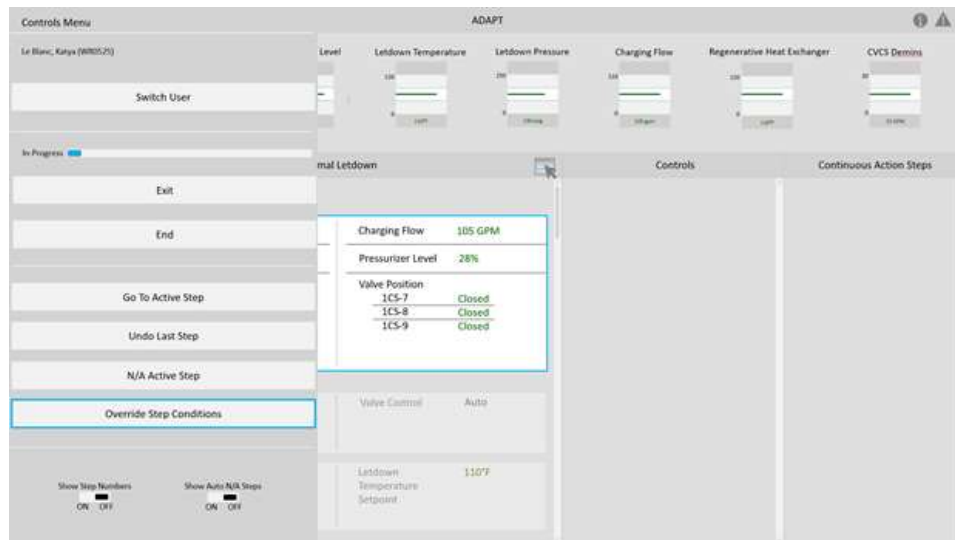 Controls Menu
ADAPT
Le Blanc, Katya (WR0525)
Level
Letdown Temperature
Letdown Pressure
Charging Flow
Regenerative Heat Exchanger
CVCS Demins
Switch User
In Progress
mal Letdown
Controls
Continuous Action Steps
Exit
End
Charging Flow 105 GPM
Pressurizer Level 28%
Valve Position
1CS-7 Closed
1CS-8 Closed
1CS-9 Closed
Go To Active Step
Undo Last Step
N/A Active Step
Override Step Conditions
Valve Control Auto
Letdown 110°F
Temperature
Setpoint
Show Step Numbers
ON OFF
Show Auto N/A Steps
ON OFF